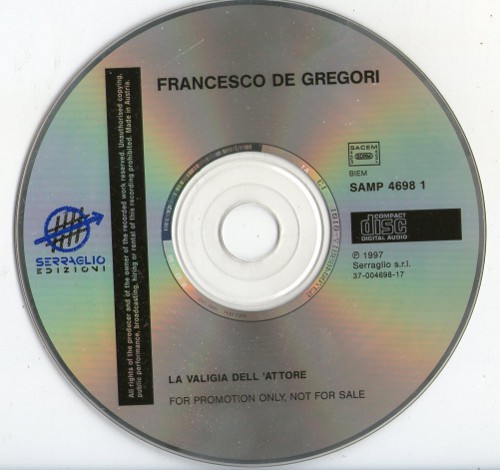 FRANCESCO DE GREGORI
All rights of the producer and of the owner of the recorded work reserved. Unauthorised copying,
public performance, broadcasting, hiring or rental of this recording prohibited. Made in Austria.
SERRAGLIO
EDIZIONI
SACEM
BIEM
SAMP 4698 1
COMPACT
disc
DIGITAL AUDIO
℗ 1997
Serraglio s.r.l.
37-004698-17
LA VALIGIA DELL 'ATTORE
FOR PROMOTION ONLY, NOT FOR SALE